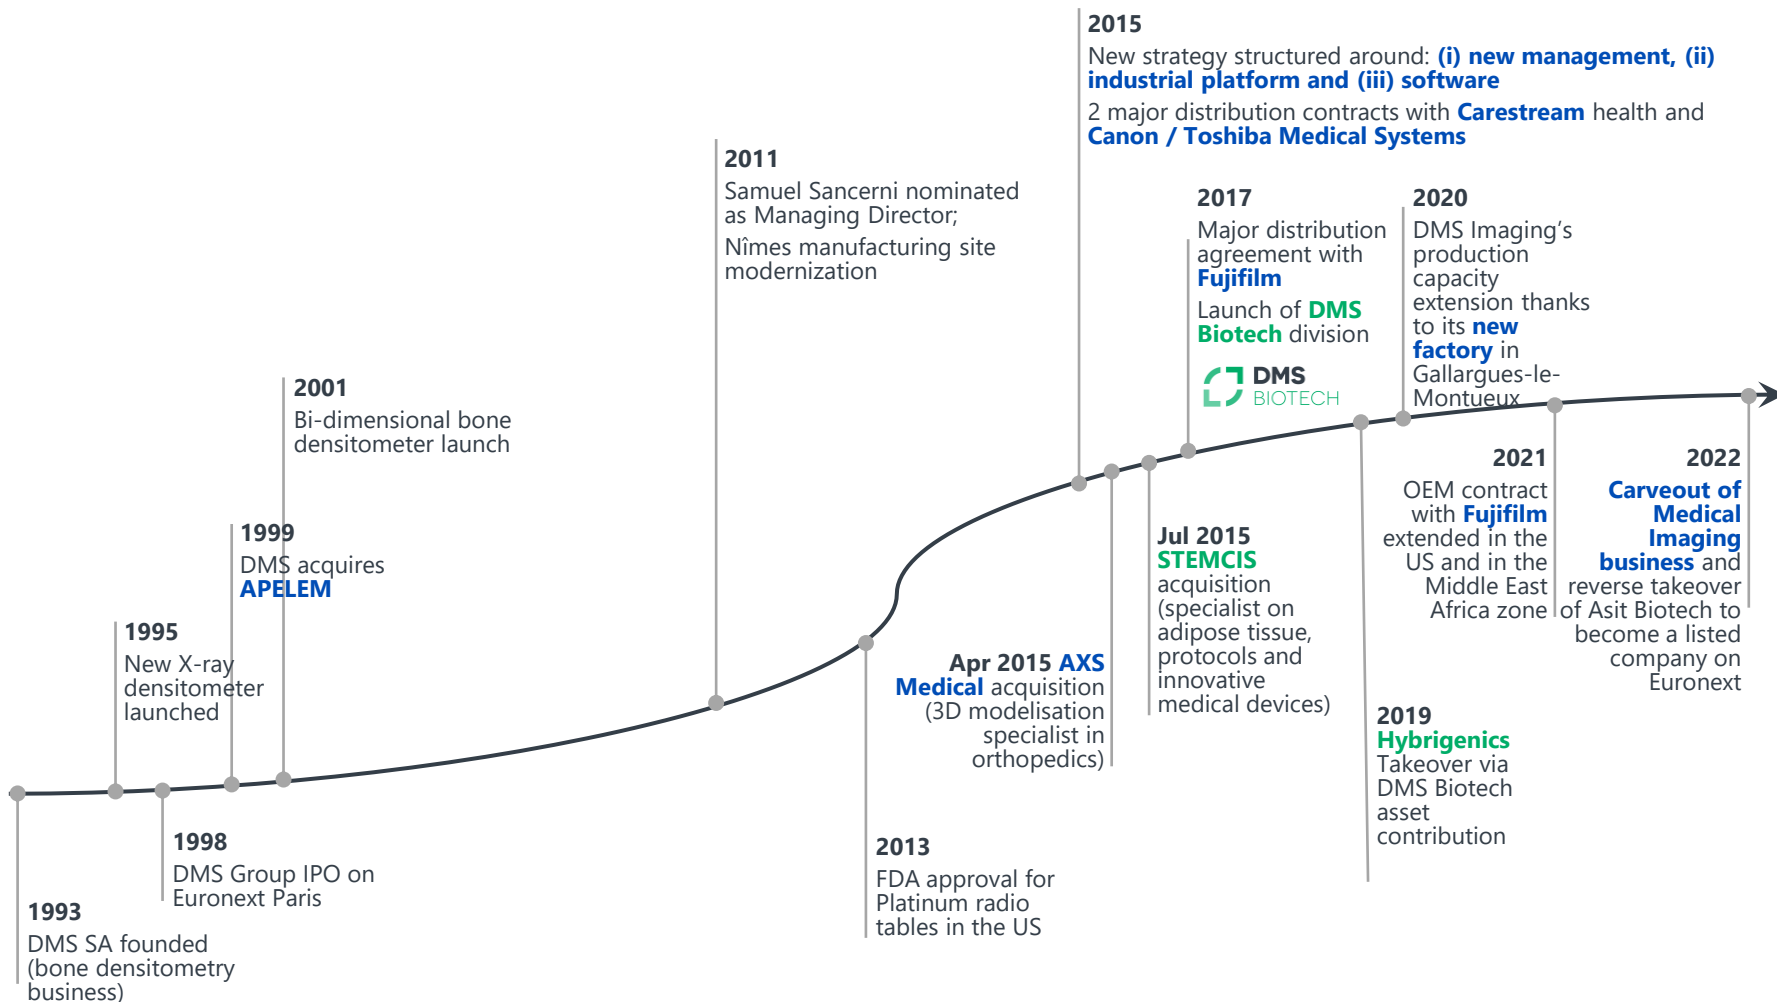 2015
New strategy structured around: (i) new management, (ii)
industrial platform and (iii) software
2 major distribution contracts with Carestream health and
Canon / Toshiba Medical Systems
2011
Samuel Sancerni nominated
as Managing Director;
Nîmes manufacturing site
modernization
2017
Major distribution
agreement with
Fujifilm
Launch of DMS
Biotech division
DMS
BIOTECH
2020
DMS Imaging’s
production
capacity
extension thanks
to its new
factory in
Gallargues-le-
Montueux
2001
Bi-dimensional bone
densitometer launch
1999
DMS acquires
APELEM
1995
New X-ray
densitometer
launched
2021
OEM contract
with Fujifilm
extended in the
US and in the
Middle East
Africa zone
2022
Carveout of
Medical
Imaging
business and
reverse takeover
of Asit Biotech to
become a listed
company on
Euronext
Jul 2015
STEMCIS
acquisition
(specialist on
adipose tissue,
protocols and
innovative
medical devices)
Apr 2015 AXS
Medical acquisition
(3D modelisation
specialist in
orthopedics)
2019
Hybrigenics
Takeover via
DMS Biotech
asset
contribution
1998
DMS Group IPO on
Euronext Paris
2013
FDA approval for
Platinum radio
tables in the US
1993
DMS SA founded
(bone densitometry
business)